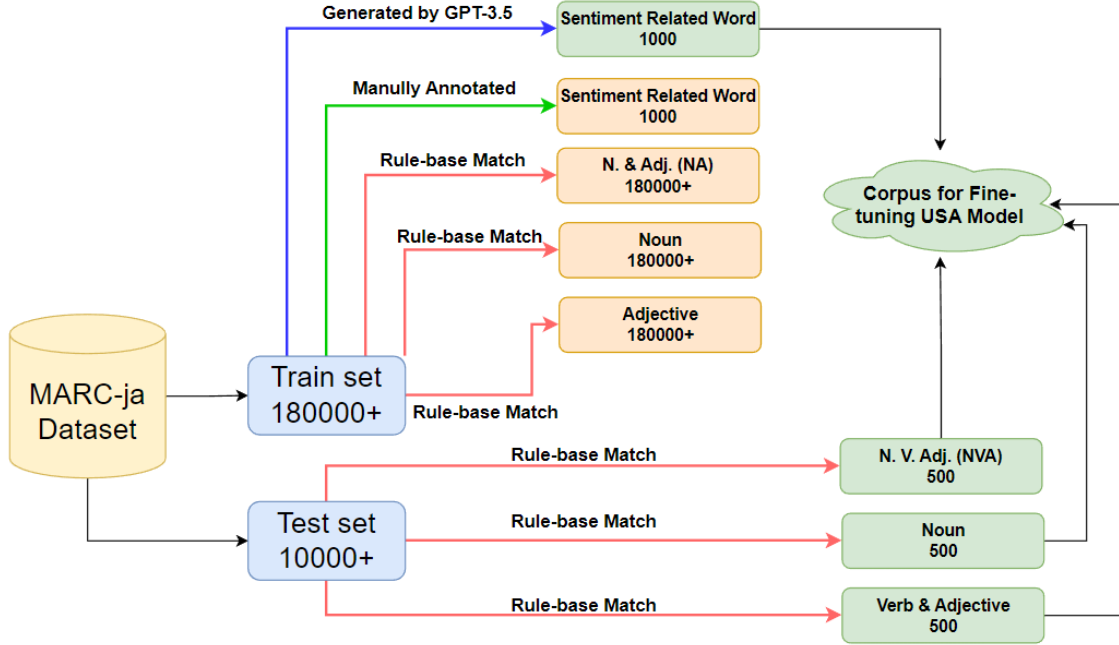 Generated by GPT-3.5
Sentiment Related Word
1000
Manully Annotated
Sentiment Related Word
1000
Rule-base Match
N. & Adj. (NA)
180000+
Corpus for Fine-
tuning USA Model
Rule-base Match
Noun
180000+
Adjective
180000+
MARC-ja
Dataset
Train set
180000+
Rule-base Match
Rule-base Match
N. V. Adj. (NVA)
500
Test set
10000+
Rule-base Match
Noun
500
Rule-base Match
Verb & Adjective
500